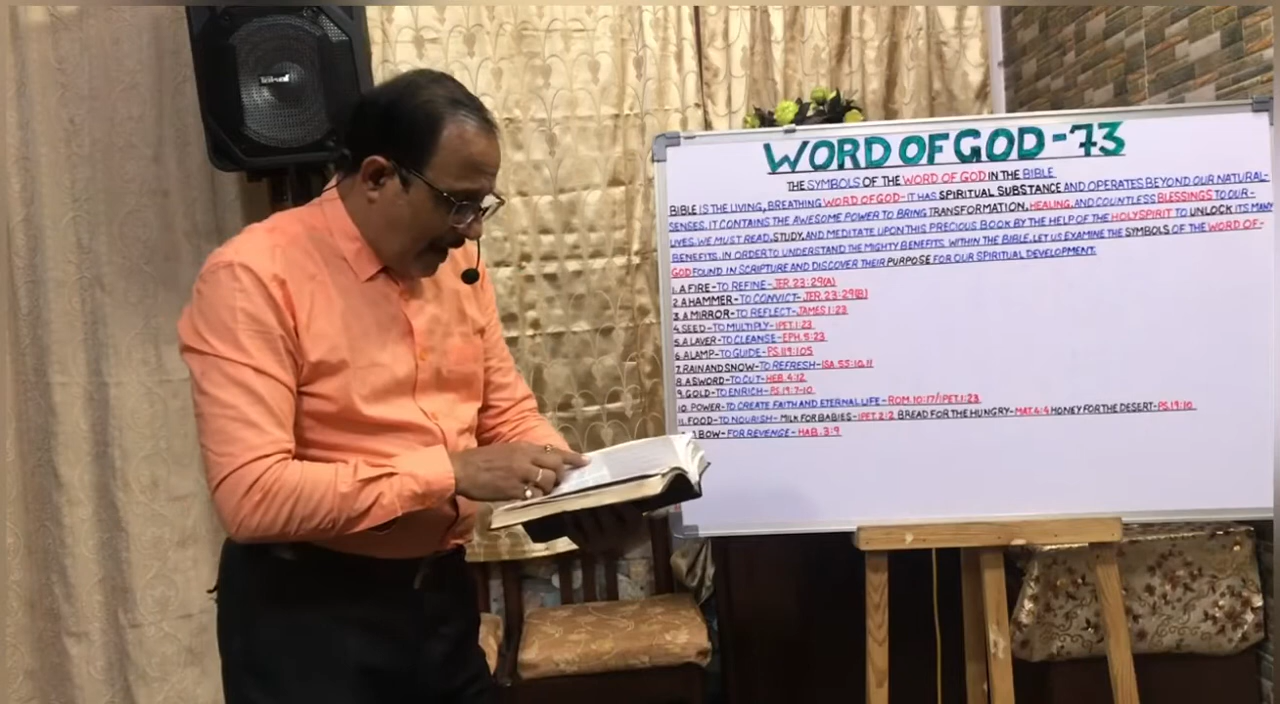 WORD OF GOD-73
THE SYMBOLS OF THE WORD OF GOD IN THE BIBLE
BIBLE IS THE LIVING, BREATHING WORD OF GOD-IT HAS SPIRITUAL SUBSTANCE AND OPERATES BEYOND OUR NATURAL-
SENSES. IT CONTAINS THE AWESOME POWER TO BRING TRANSFORMATION, HEALING, AND COUNTLESS BLESSINGS TO OUR-
LIVES. WE MUST READ, STUDY, AND MEDITATE UPON THIS PRECIOUS BOOK BY THE HELP OF THE HOLYSPIRIT TO UNLOCK ITS MANY
BENEFITS. IN ORDER TO UNDERSTAND THE MIGHTY BENEFITS WITHIN THE BIBLE, LET US EXAMINE THE SYMBOLS OF THE WORD OF-
GOD FOUND IN SCRIPTURE AND DISCOVER THEIR PURPOSE FOR OUR SPIRITUAL DEVELOPMENT.
1. A FIRE-TO REFINE-JER.23:29(A)
2. A HAMMER-TO CONVICT-JER.23:29(B)
3. A MIRROR-TO REFLECT-JAMES 1:23
4. SEED-TO MULTIPLY-1PET.1:23
5. A LAVER-TO CLEANSE-EPH.5:23
6. A LAMP-TO GUIDE-PS.119:105
7. RAIN AND SNOW-TO REFRESH-ISA.55:10,11
8. A SWORD-TO CUT-HEB.4:12
9. GOLD-TO ENRICH-PS.19:7-10
10. POWER-TO CREATE FAITH AND ETERNAL LIFE-ROM.10:17/1PET.1:23
11. FOOD-TO NOURISH-MILK FOR BABIES-1PET.2:2 BREAD FOR THE HUNGRY-MAT.4:4 HONEY FOR THE DESERT-PS.19:10
A BOW-FOR REVENGE-HAB.3:9